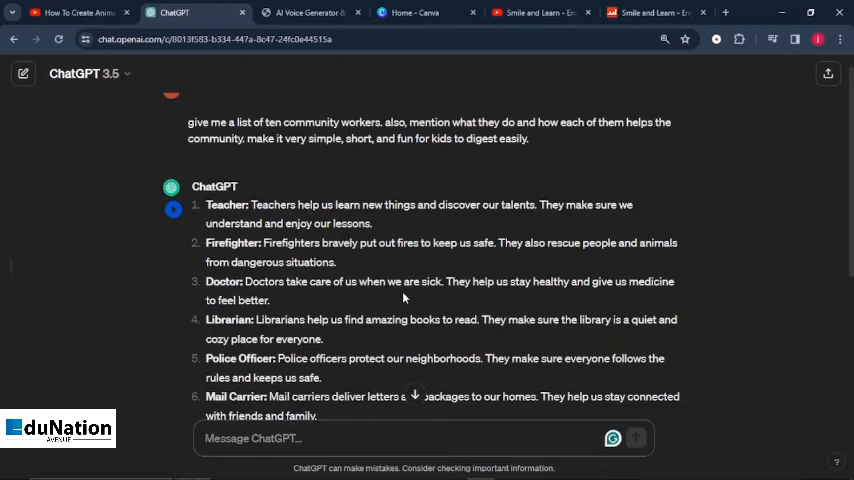 How To Create Anima
ChatGPT
AI Voice Generator &
Home - Canva
Smile and Learn - En
Smile and Learn - En
chat.openai.com/c/8013f583-b334-447a-8c47-24fc0e44515a
j
ChatGPT 3.5
give me a list of ten community workers. also, mention what they do and how each of them helps the
community. make it very simple, short, and fun for kids to digest easily.
ChatGPT
1. Teacher: Teachers help us learn new things and discover our talents. They make sure we
understand and enjoy our lessons.
2. Firefighter: Firefighters bravely put out fires to keep us safe. They also rescue people and animals
from dangerous situations.
3. Doctor: Doctors take care of us when we are sick. They help us stay healthy and give us medicine
to feel better.
4. Librarian: Librarians help us find amazing books to read. They make sure the library is a quiet and
cozy place for everyone.
5. Police Officer: Police officers protect our neighborhoods. They make sure everyone follows the
rules and keeps us safe.
6. Mail Carrier: Mail carriers deliver letters a packages to our homes. They help us stay connected
with friends and family.
EduNation
AVENUE
Message ChatGPT...
ChatGPT can make mistakes. Consider checking important information.
?